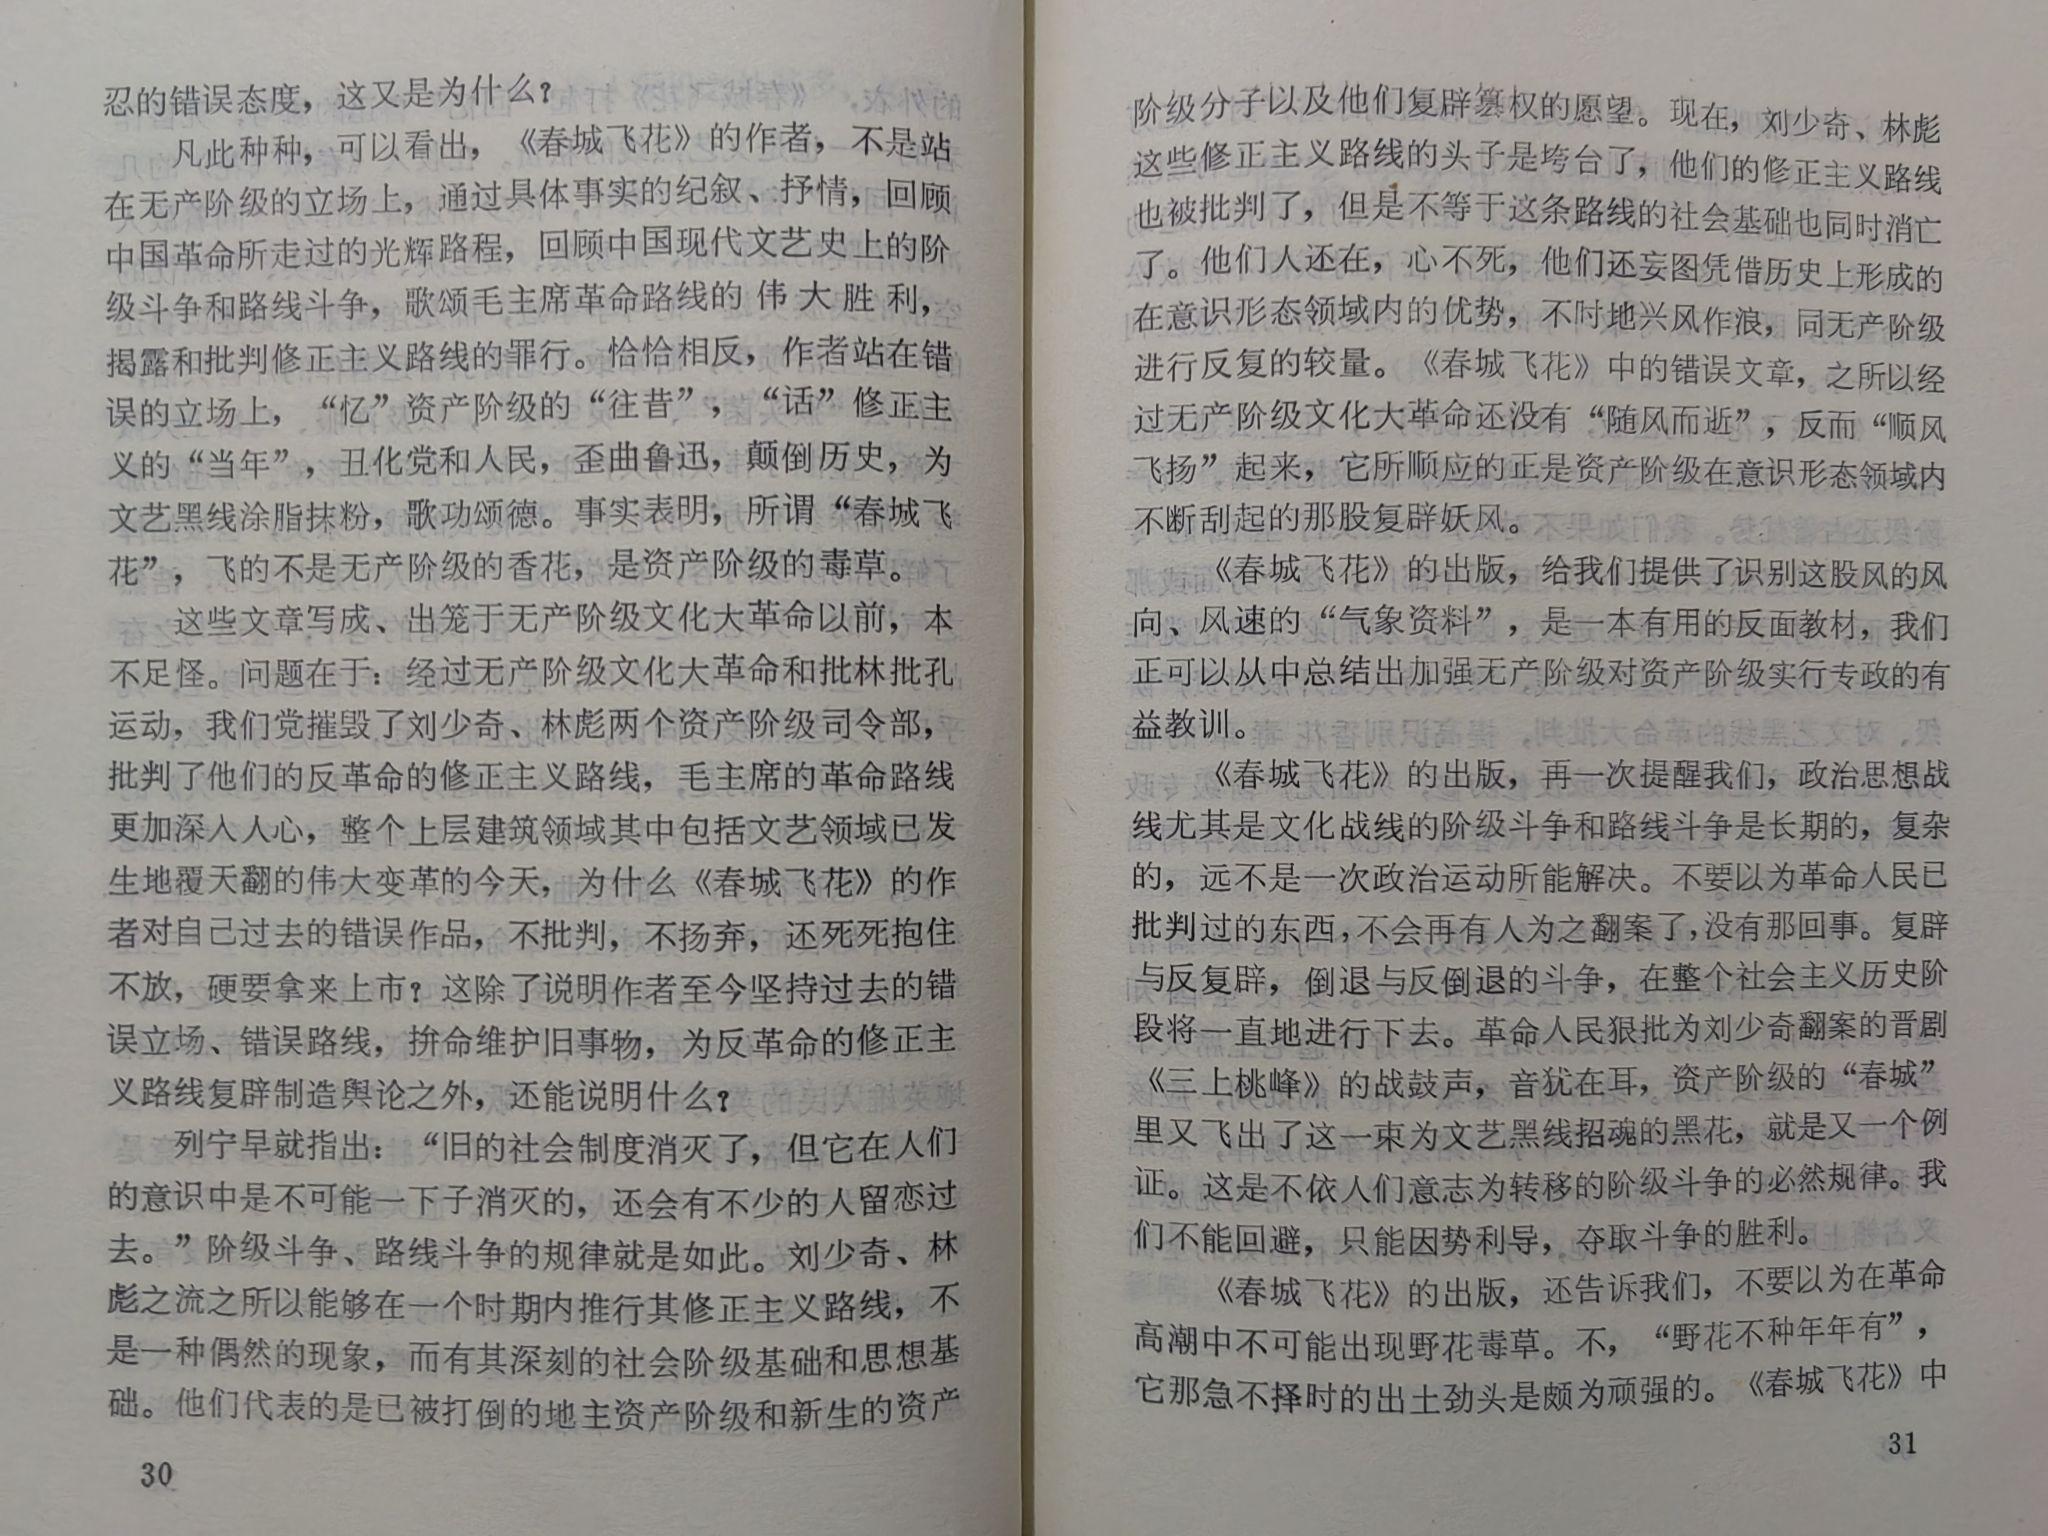 忍的错误态度，这又是为什么？
凡此种种，可以看出，《春城飞花》的作者，不是站
在无产阶级的立场上，通过具体事实的纪叙、抒情，回顾
中国革命所走过的光辉路程，回顾中国现代文艺史上的阶
级斗争和路线斗争，歌颂毛主席革命路线的伟大胜利，
揭露和批判修正主义路线的罪行。恰恰相反，作者站在错
误的立场上，“忆”资产阶级的“往昔”，“话”修正主
义的“当年”，丑化党和人民，歪曲鲁迅，颠倒历史，为
文艺黑线涂脂抹粉，歌功颂德。事实表明，所谓“春城飞
花”，飞的不是无产阶级的香花，是资产阶级的毒草。
这些文章写成、出笼于无产阶级文化大革命以前，本
不足怪。问题在于：经过无产阶级文化大革命和批林批孔
运动，我们党摧毁了刘少奇、林彪两个资产阶级司令部，
批判了他们的反革命的修正主义路线，毛主席的革命路线
更加深入人心，整个上层建筑领域其中包括文艺领域已发
生地覆天翻的伟大变革的今天，为什么《春城飞花》的作
者对自己过去的错误作品，不批判，不扬弃，还死死抱住
不放，硬要拿来上市？这除了说明作者至今坚持过去的错
误立场、错误路线，拚命维护旧事物，为反革命的修正主
义路线复辟制造舆论之外，还能说明什么？
列宁早就指出：“旧的社会制度消灭了，但它在人们
的意识中是不可能一下子消灭的，还会有不少的人留恋过
去。”阶级斗争、路线斗争的规律就是如此。刘少奇、林
彪之流之所以能够在一个时期内推行其修正主义路线，不
是一种偶然的现象，而有其深刻的社会阶级基础和思想基
础。他们代表的是已被打倒的地主资产阶级和新生的资产
30
阶级分子以及他们复辟篡权的愿望。现在，刘少奇、林彪
这些修正主义路线的头子是垮台了，他们的修正主义路线
也被批判了，但是不等于这条路线的社会基础也同时消亡
了。他们人还在，心不死，他们还妄图凭借历史上形成的
在意识形态领域内的优势，不时地兴风作浪，同无产阶级
进行反复的较量。《春城飞花》中的错误文章，之所以经
过无产阶级文化大革命还没有“随风而逝”，反而“顺风
飞扬”起来，它所顺应的正是资产阶级在意识形态领域内
不断刮起的那股复辟妖风。
《春城飞花》的出版，给我们提供了识别这股风的风
向、风速的“气象资料”，是一本有用的反面教材，我们
正可以从中总结出加强无产阶级对资产阶级实行专政的有
益教训。
《春城飞花》的出版，再一次提醒我们，政治思想战
线尤其是文化战线的阶级斗争和路线斗争是长期的，复杂
的，远不是一次政治运动所能解决。不要以为革命人民已
批判过的东西，不会再有人为之翻案了，没有那回事。复辟
与反复辟，倒退与反倒退的斗争，在整个社会主义历史阶
段将一直地进行下去。革命人民狠批为刘少奇翻案的晋剧
《三上桃峰》的战鼓声，音犹在耳，资产阶级的“春城”
里又飞出了这一束为文艺黑线招魂的黑花，就是又一个例
证。这是不依人们意志为转移的阶级斗争的必然规律。我
们不能回避，只能因势利导，夺取斗争的胜利。
《春城飞花》的出版，还告诉我们，不要以为在革命
高潮中不可能出现野花毒草。不，“野花不种年年有”，
它那急不择时的出土劲头是颇为顽强的。《春城飞花》中
31